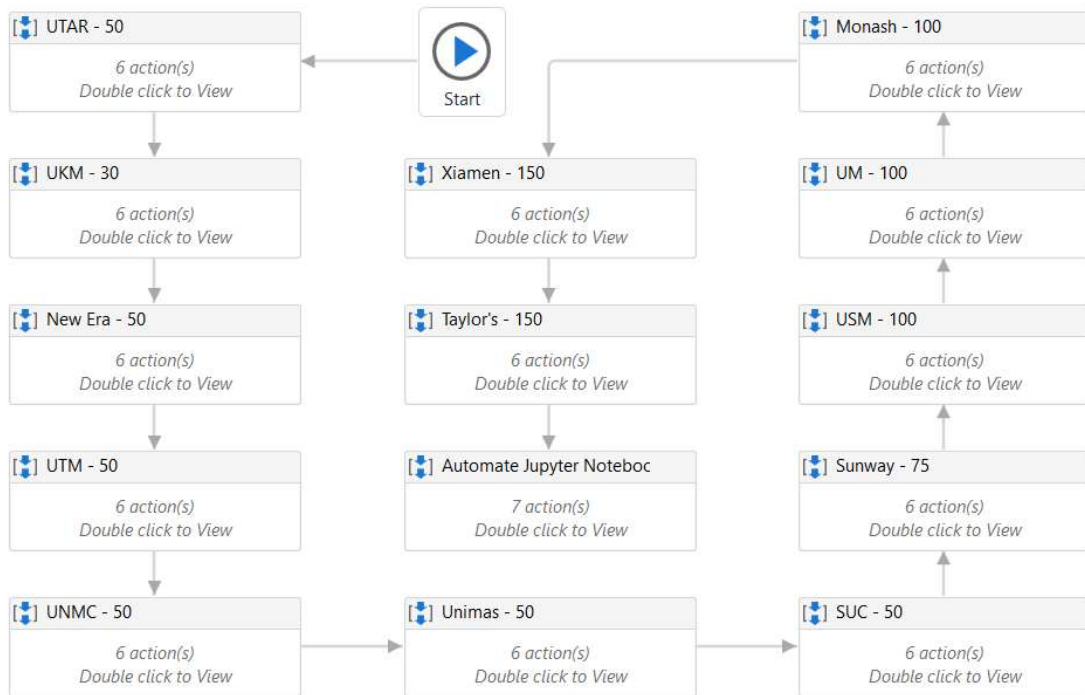 UTAR - 50
6 action(s)
Double click to View
Start
Monash - 100
6 action(s)
Double click to View
UKM - 30
6 action(s)
Double click to View
Xiamen - 150
6 action(s)
Double click to View
UM - 100
6 action(s)
Double click to View
New Era - 50
6 action(s)
Double click to View
Taylor's - 150
6 action(s)
Double click to View
USM - 100
6 action(s)
Double click to View
UTM - 50
6 action(s)
Double click to View
Automate Jupyter Noteboc
7 action(s)
Double click to View
Sunway - 75
6 action(s)
Double click to View
UNMC - 50
6 action(s)
Double click to View
Unimas - 50
6 action(s)
Double click to View
SUC - 50
6 action(s)
Double click to View